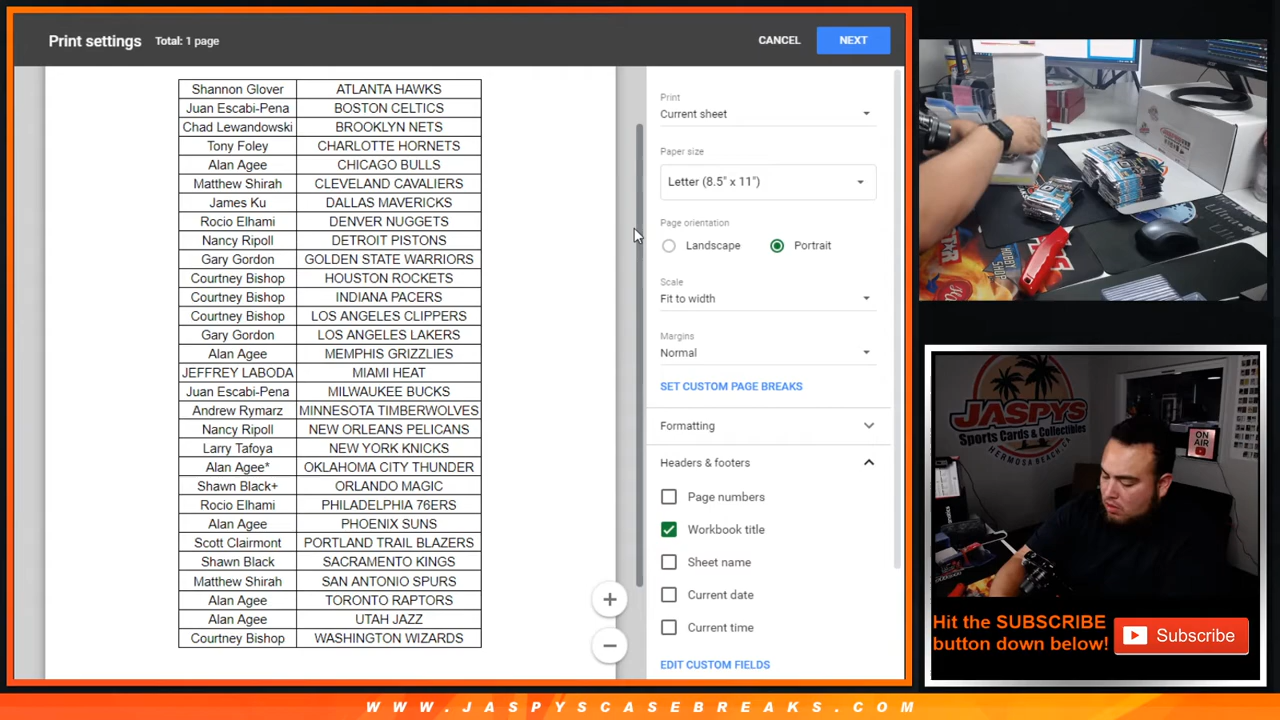 Print settings Total: 1 page CANCEL NEXT
Shannon Glover ATLANTA HAWKS
Juan Escabi-Pena BOSTON CELTICS
Chad Lewandowski BROOKLYN NETS
Tony Foley CHARLOTTE HORNETS
Alan Agee CHICAGO BULLS
Matthew Shirah CLEVELAND CAVALIERS
James Ku DALLAS MAVERICKS
Rocio Elhami DENVER NUGGETS
Nancy Ripoll DETROIT PISTONS
Gary Gordon GOLDEN STATE WARRIORS
Courtney Bishop HOUSTON ROCKETS
Courtney Bishop INDIANA PACERS
Courtney Bishop LOS ANGELES CLIPPERS
Gary Gordon LOS ANGELES LAKERS
Alan Agee MEMPHIS GRIZZLIES
JEFFREY LABODA MIAMI HEAT
Juan Escabi-Pena MILWAUKEE BUCKS
Andrew Rymarz MINNESOTA TIMBERWOLVES
Nancy Ripoll NEW ORLEANS PELICANS
Larry Tafoya NEW YORK KNICKS
Alan Agee* OKLAHOMA CITY THUNDER
Shawn Black+ ORLANDO MAGIC
Rocio Elhami PHILADELPHIA 76ERS
Alan Agee PHOENIX SUNS
Scott Clairmont PORTLAND TRAIL BLAZERS
Shawn Black SACRAMENTO KINGS
Matthew Shirah SAN ANTONIO SPURS
Alan Agee TORONTO RAPTORS
Alan Agee UTAH JAZZ
Courtney Bishop WASHINGTON WIZARDS
Print
Current sheet
Paper size
Letter (8.5" x 11")
Page orientation
Landscape Portrait
Scale
Fit to width
Margins
Normal
SET CUSTOM PAGE BREAKS
Formatting
Headers & footers
Page numbers
Workbook title
Sheet name
Current date
Current time
EDIT CUSTOM FIELDS
HOBBY
JASPYS
Sports Cards & Collectibles
HERMOSA BEACH, CA
ON
AIR
Hit the SUBSCRIBE
button down below!
Subscribe
WWW.JASPYSCASEBREAKS.COM